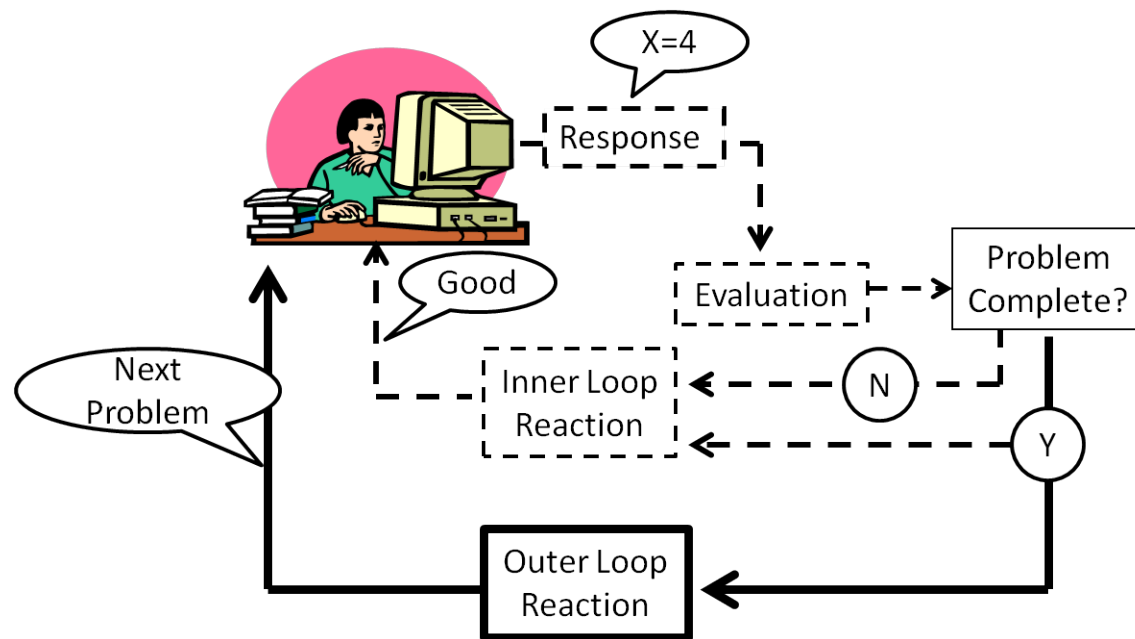 X=4
Response
Good
Evaluation
Problem
Complete?
Next
Problem
Inner Loop
Reaction
N
Y
Outer Loop
Reaction